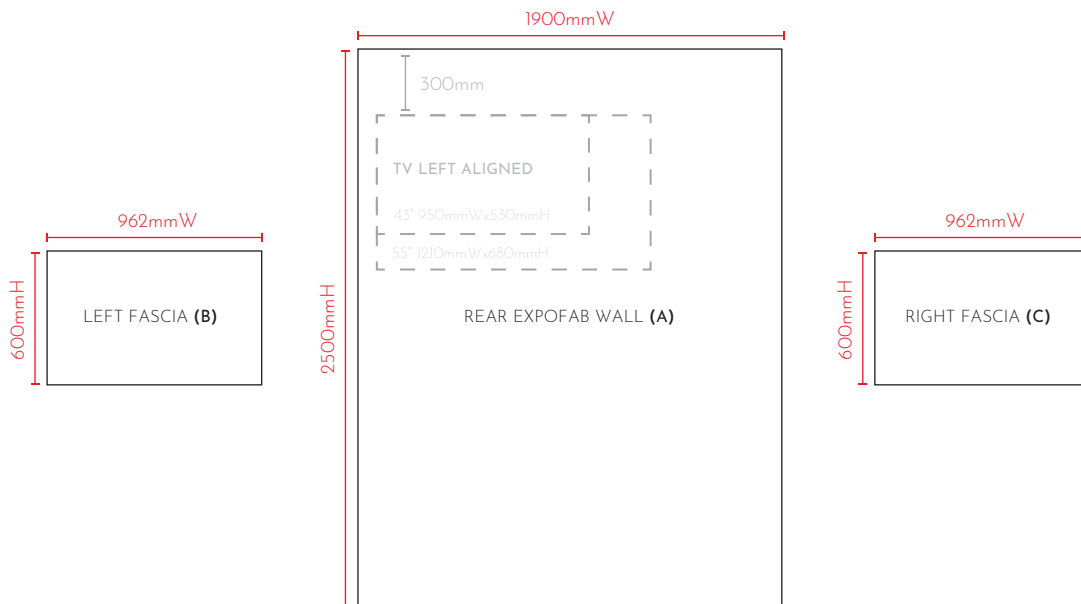 1900mmW
300mm
TV LEFT ALIGNED
43" 950mmWx530mmH
55" 1210mmWx680mmH
962mmW
600mmH
LEFT FASCIA (B)
2500mmH
REAR EXPOFAB WALL (A)
962mmW
600mmH
RIGHT FASCIA (C)